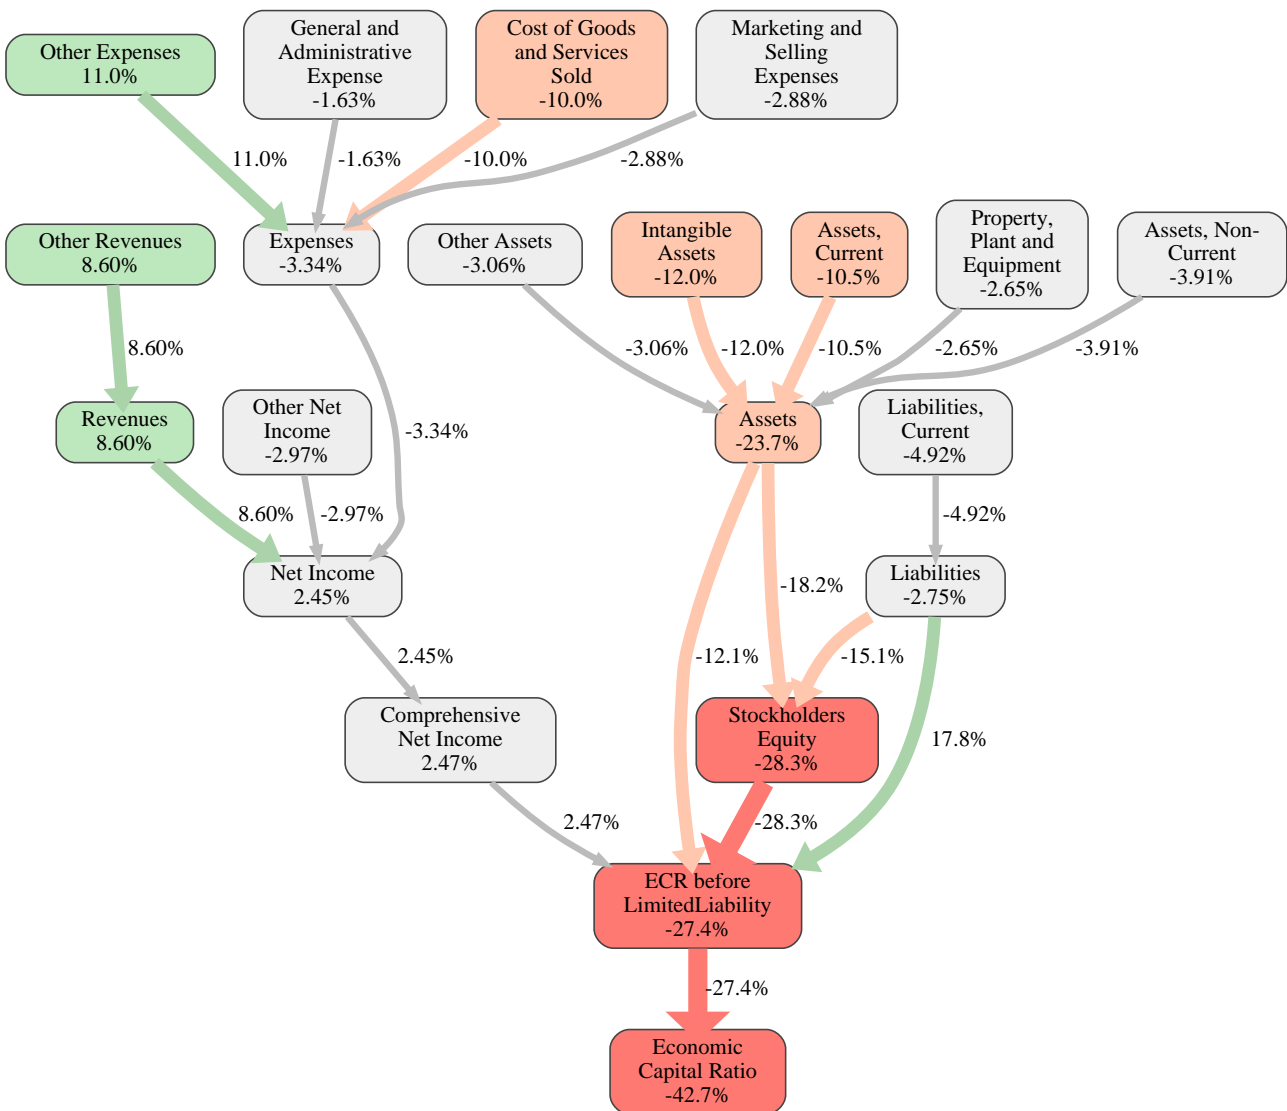 Other Expenses
11.0%
General and
Administrative
Expense
-1.63%
Cost of Goods
and Services
Sold
-10.0%
Marketing and
Selling
Expenses
-2.88%
11.0%
-1.63%
-10.0%
-2.88%
Other Revenues
8.60%
Expenses
-3.34%
Other Assets
-3.06%
Intangible
Assets
-12.0%
Assets,
Current
-10.5%
Property,
Plant and
Equipment
-2.65%
Assets, Non-
Current
-3.91%
8.60%
-3.06%
-12.0%
-10.5%
-2.65%
-3.91%
Revenues
8.60%
Other Net
Income
-2.97%
-3.34%
Assets
-23.7%
Liabilities,
Current
-4.92%
8.60%
-2.97%
-4.92%
Net Income
2.45%
-18.2%
Liabilities
-2.75%
2.45%
-12.1%
-15.1%
Comprehensive
Net Income
2.47%
Stockholders
Equity
-28.3%
17.8%
2.47%
-28.3%
ECR before
LimitedLiability
-27.4%
-27.4%
Economic
Capital Ratio
-42.7%